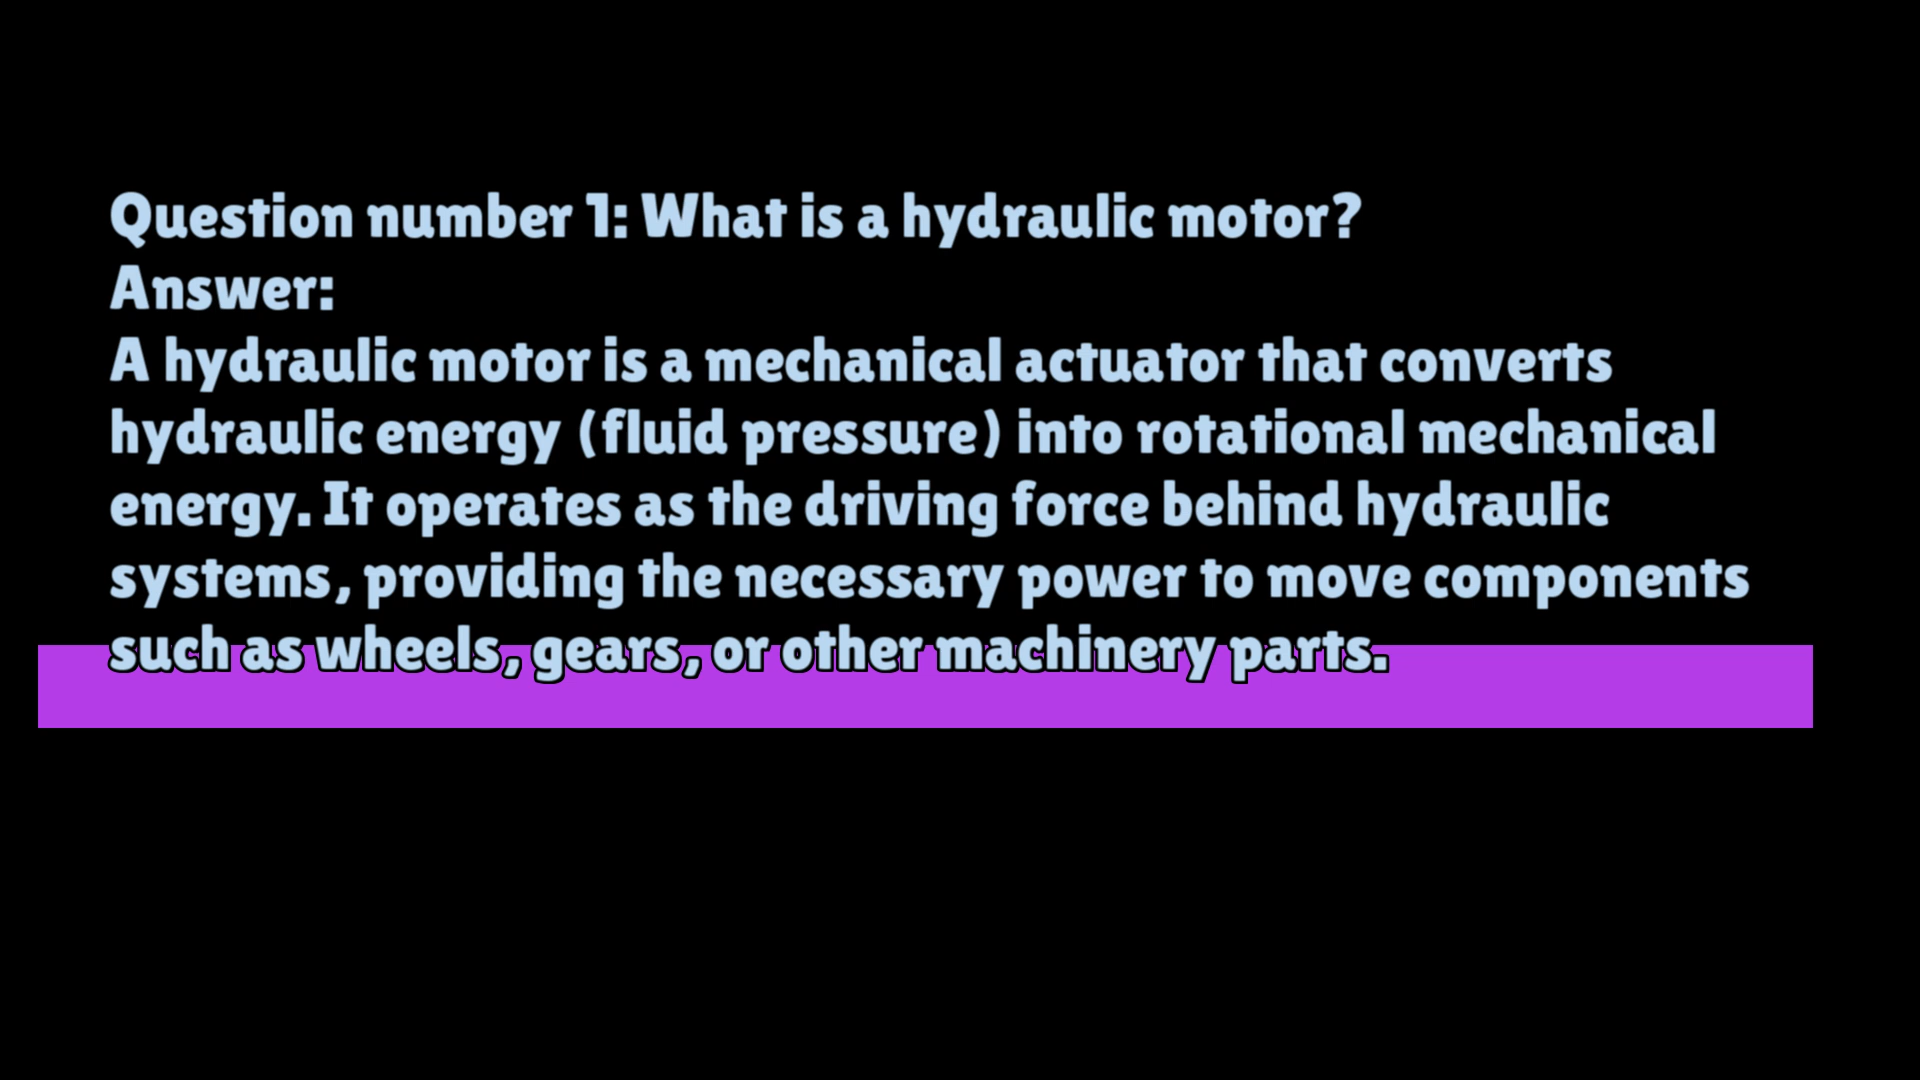 Question number 1: What is a hydraulic motor?
Answer:
A hydraulic motor is a mechanical actuator that converts
hydraulic energy (fluid pressure) into rotational mechanical
energy. It operates as the driving force behind hydraulic
systems, providing the necessary power to move components
such as wheels, gears, or other machinery parts.